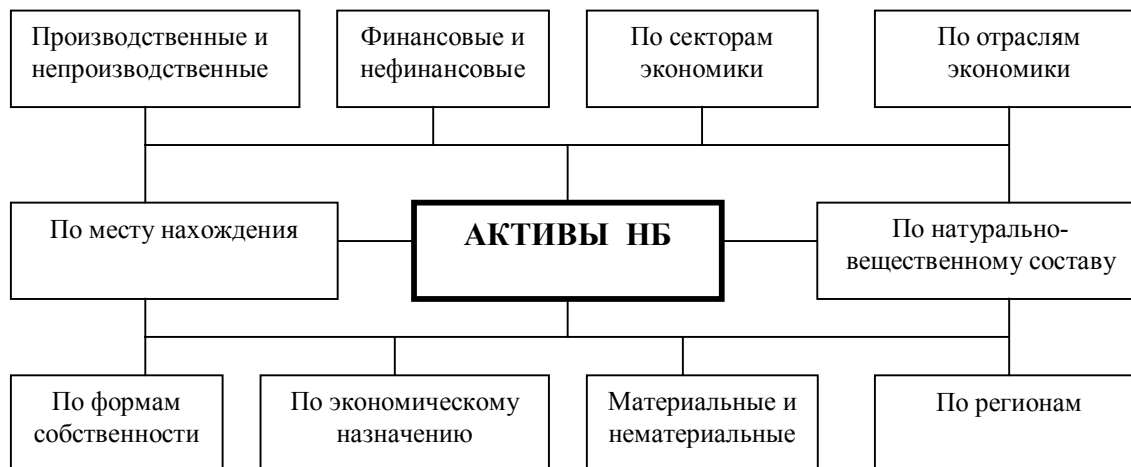 Производственные и
непроизводственные
Финансовые и
нефинансовые
По секторам
экономики
По отраслям
экономики
По месту нахождения
АКТИВЫ НБ
По натурально-
вещественному составу
По формам
собственности
По экономическому
назначению
Материальные и
нематериальные
По регионам